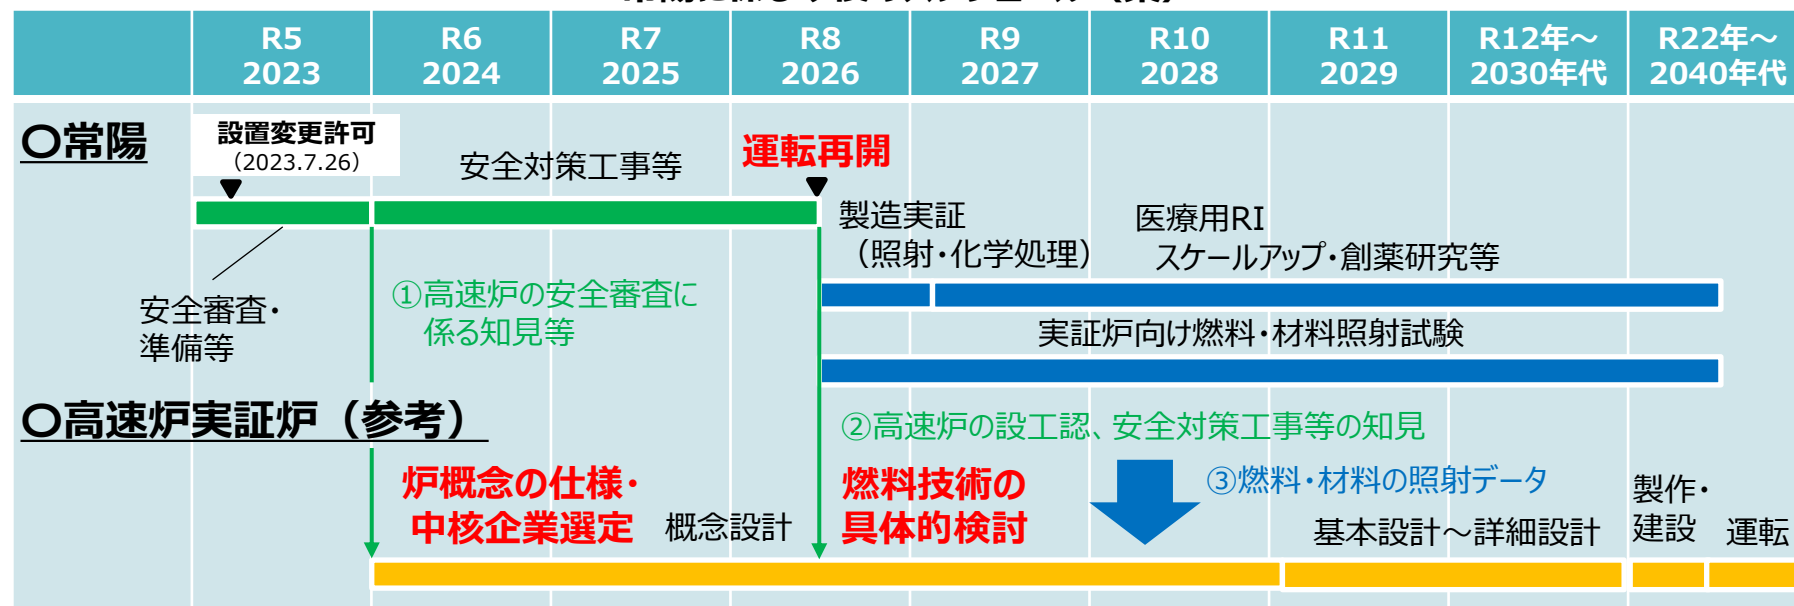 R5
2023
R6
2024
R7
2025
R8
2026
R9
2027
R10
2028
R11
2029
R12年～
2030年代
R22年～
2040年代
〇常陽
設置変更許可
（2023.7.26）
安全対策工事等
運転再開
製造実証
（照射・化学処理）
医療用RI
スケールアップ・創薬研究等
安全審査・
準備等
①高速炉の安全審査に
係る知見等
実証炉向け燃料・材料照射試験
〇高速炉実証炉（参考）
②高速炉の設工認、安全対策工事等の知見
炉概念の仕様・
中核企業選定
概念設計
燃料技術の
具体的検討
③燃料・材料の照射データ
基本設計～詳細設計
製作・
建設
運転